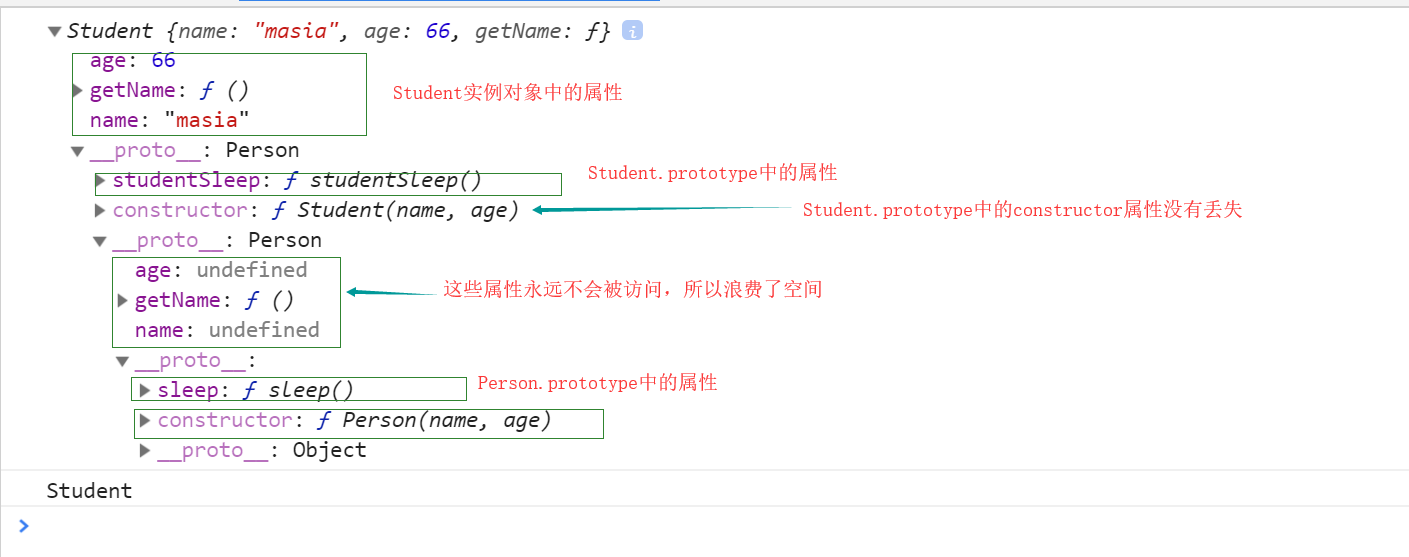 Student {name: "masia", age: 66, getName: ƒ} i
age: 66
getName: ƒ ()
Student实例对象中的属性
name: "masia"
__proto__: Person
studentSleep: ƒ studentSleep()
Student.prototype中的属性
constructor: ƒ Student(name, age)
Student.prototype中的constructor属性没有丢失
__proto__: Person
age: undefined
getName: ƒ ()
这些属性永远不会被访问，所以浪费了空间
name: undefined
__proto__:
sleep: ƒ sleep()
Person.prototype中的属性
constructor: ƒ Person(name, age)
__proto__: Object
Student